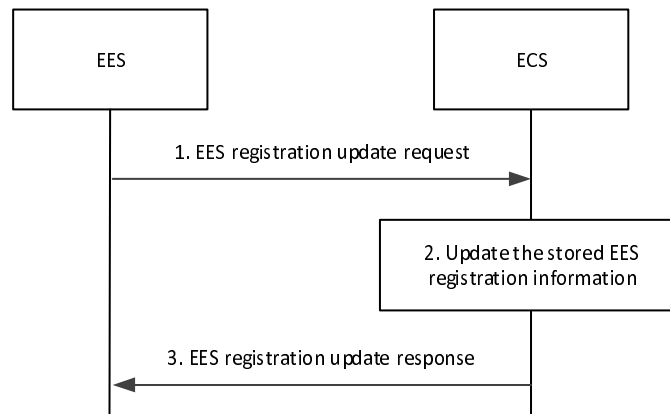 EES
ECS
1. EES registration update request
2. Update the stored EES
registration information
3. EES registration update response